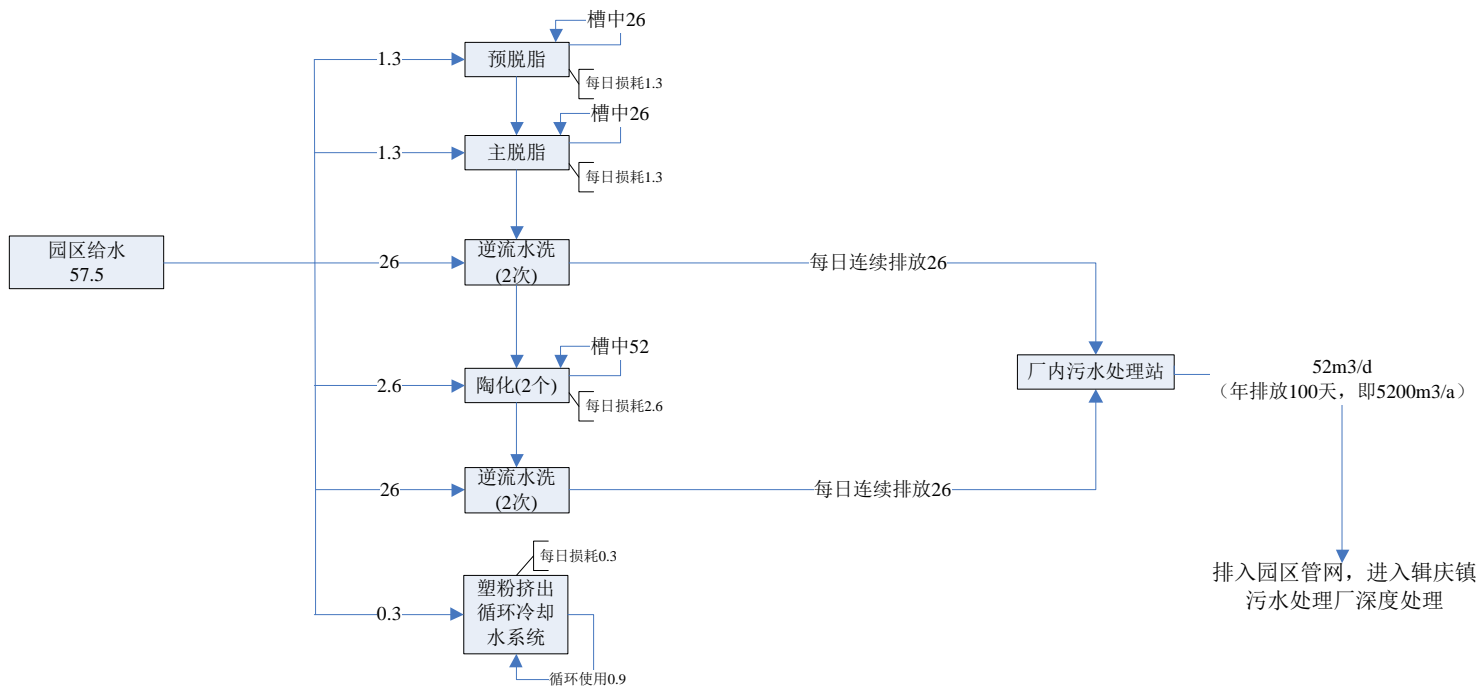 槽中26
1.3
预脱脂
每日损耗1.3
槽中26
1.3
主脱脂
每日损耗1.3
园区给水
57.5
26
逆流水洗
(2次)
每日连续排放26
槽中52
2.6
陶化(2个)
每日损耗2.6
厂内污水处理站
52m3/d
（年排放100天，即5200m3/a）
26
逆流水洗
(2次)
每日连续排放26
每日损耗0.3
0.3
塑粉挤出
循环冷却
水系统
循环使用0.9
排入园区管网，进入辑庆镇
污水处理厂深度处理